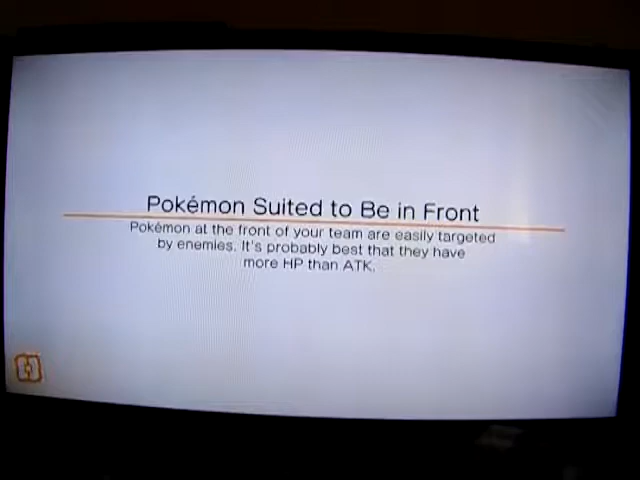 Pokémon Suited to Be in Front
Pokémon at the front of your team are easily targeted
by enemies. It's probably best that they have
more HP than ATK.